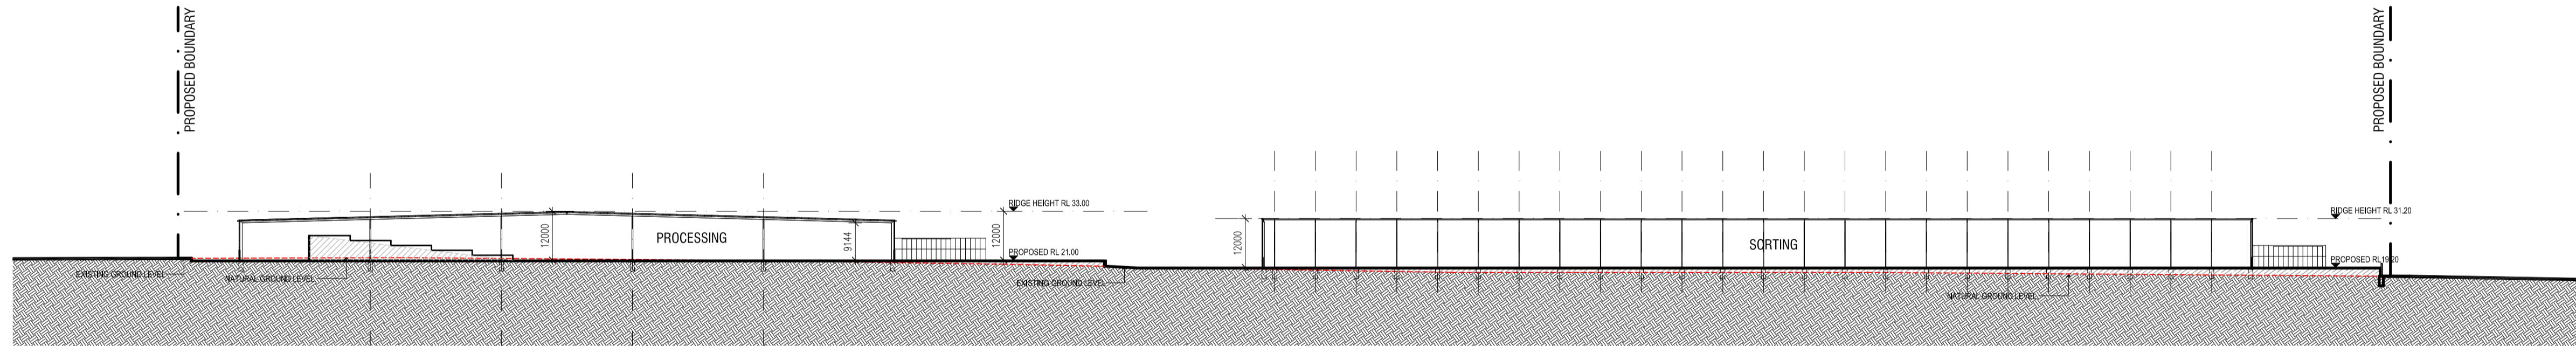 PROPOSED BOUNDARY
PROPOSED BOUNDARY
RIDGE HEIGHT RL 33.00
RIDGE HEIGHT RL 31.20
12000
PROCESSING
9144
12000
12000
SORTING
PROPOSED RL 21.00
PROPOSED RL 19.20
EXISTING GROUND LEVEL
NATURAL GROUND LEVEL
EXISTING GROUND LEVEL
NATURAL GROUND LEVEL